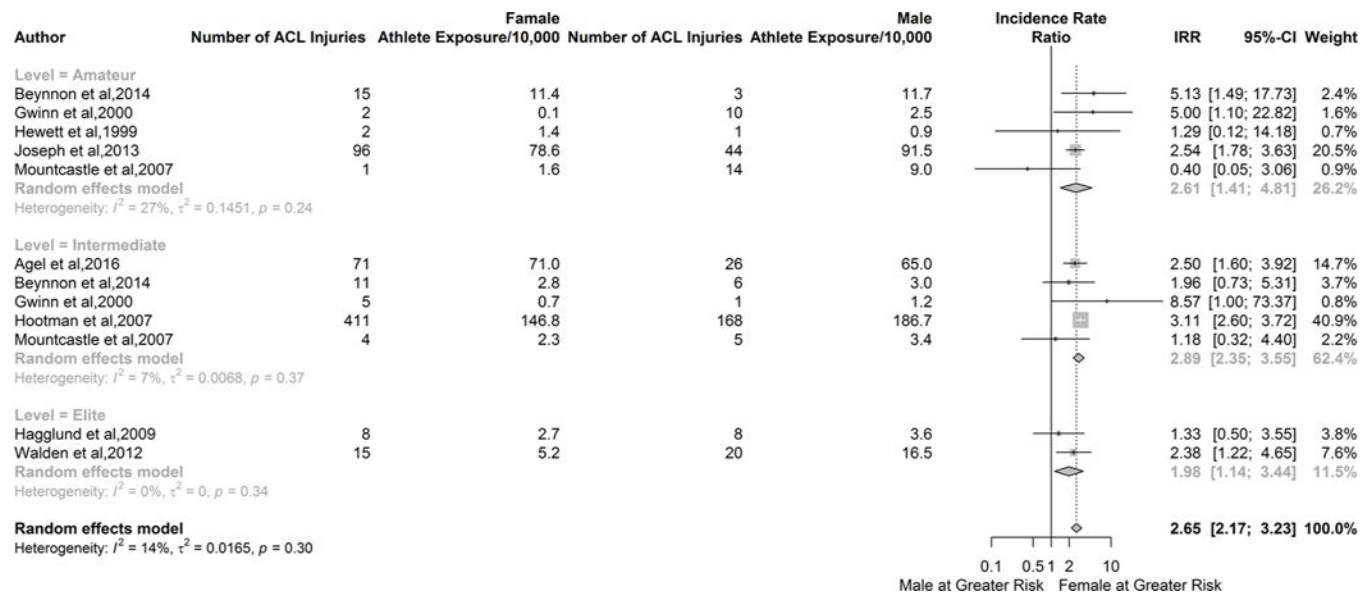 Famale Male Incidence Rate
Author Number of ACL Injuries Athlete Exposure/10,000 Number of ACL Injuries Athlete Exposure/10,000 Ratio IRR 95%-CI Weight
Level = Amateur
Beynnon et al,2014 15 11.4 3 11.7 5.13 [1.49; 17.73] 2.4%
Gwinn et al,2000 2 0.1 10 2.5 5.00 [1.10; 22.82] 1.6%
Hewett et al,1999 2 1.4 1 0.9 1.29 [0.12; 14.18] 0.7%
Joseph et al,2013 96 78.6 44 91.5 2.54 [1.78; 3.63] 20.5%
Mountcastle et al,2007 1 1.6 14 9.0 0.40 [0.05; 3.06] 0.9%
Random effects model 2.61 [1.41; 4.81] 26.2%
Heterogeneity: I² = 27%, τ² = 0.1451, p = 0.24
Level = Intermediate
Agel et al,2016 71 71.0 26 65.0 2.50 [1.60; 3.92] 14.7%
Beynnon et al,2014 11 2.8 6 3.0 1.96 [0.73; 5.31] 3.7%
Gwinn et al,2000 5 0.7 1 1.2 8.57 [1.00; 73.37] 0.8%
Hootman et al,2007 411 146.8 168 186.7 3.11 [2.60; 3.72] 40.9%
Mountcastle et al,2007 4 2.3 5 3.4 1.18 [0.32; 4.40] 2.2%
Random effects model 2.89 [2.35; 3.55] 62.4%
Heterogeneity: I² = 7%, τ² = 0.0068, p = 0.37
Level = Elite
Hagglund et al,2009 8 2.7 8 3.6 1.33 [0.50; 3.55] 3.8%
Walden et al,2012 15 5.2 20 16.5 2.38 [1.22; 4.65] 7.6%
Random effects model 1.98 [1.14; 3.44] 11.5%
Heterogeneity: I² = 0%, τ² = 0, p = 0.34
Random effects model 2.65 [2.17; 3.23] 100.0%
Heterogeneity: I² = 14%, τ² = 0.0165, p = 0.30
0.1 0.5 1 2 10
Male at Greater Risk Female at Greater Risk